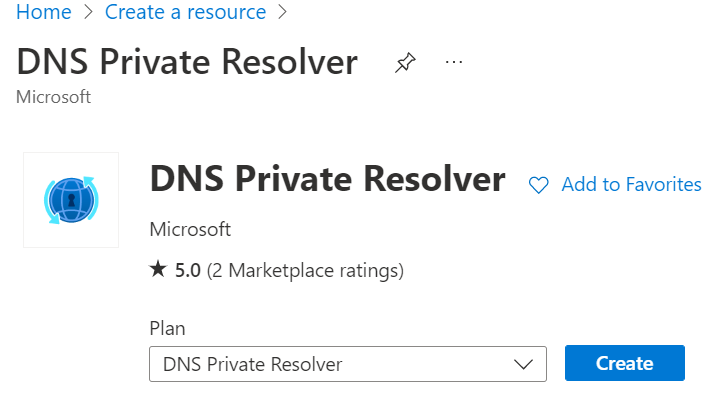 Home > Create a resource >
DNS Private Resolver ...
Microsoft
DNS Private Resolver
Add to Favorites
Microsoft
★ 5.0 (2 Marketplace ratings)
Plan
DNS Private Resolver
Create